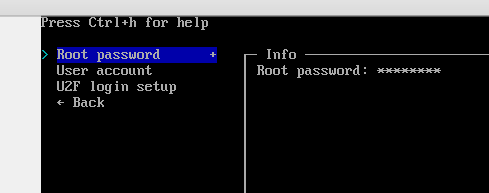 Press Ctrl+h for help
> Root password +
User account
U2F login setup
← Back
Info
Root password: ********